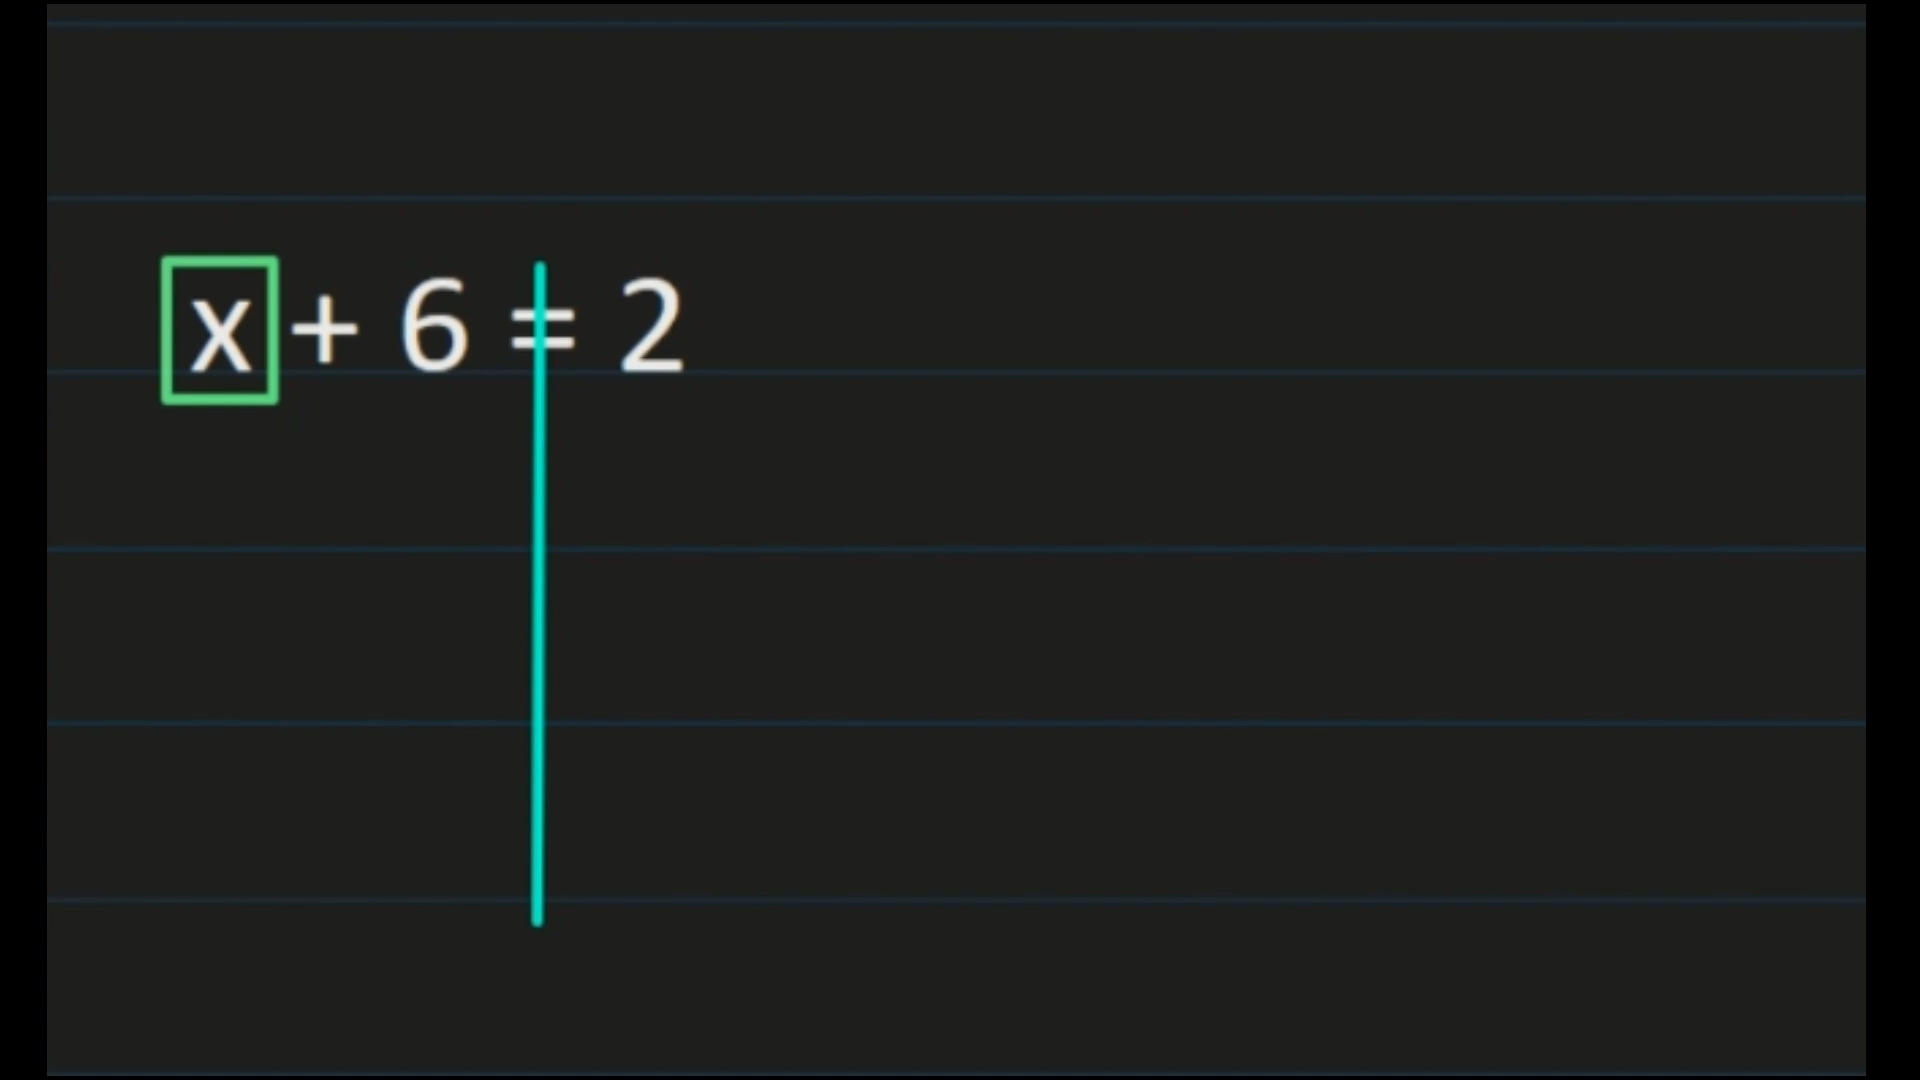 x + 6 = 2